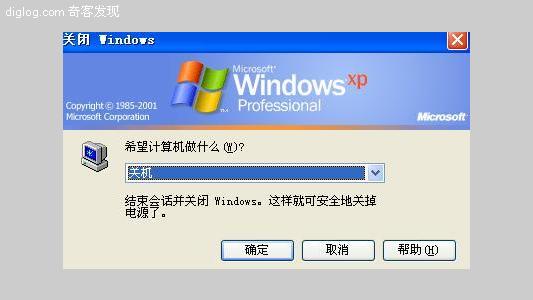 diglog.com 奇客发现
关闭 Windows
Microsoft®
Windows xp
Professional
Copyright © 1985-2001
Microsoft Corporation
Microsoft
希望计算机做什么(W)?
关机
结束会话并关闭 Windows。这样就可安全地关掉
电源了。
确定 取消 帮助(H)